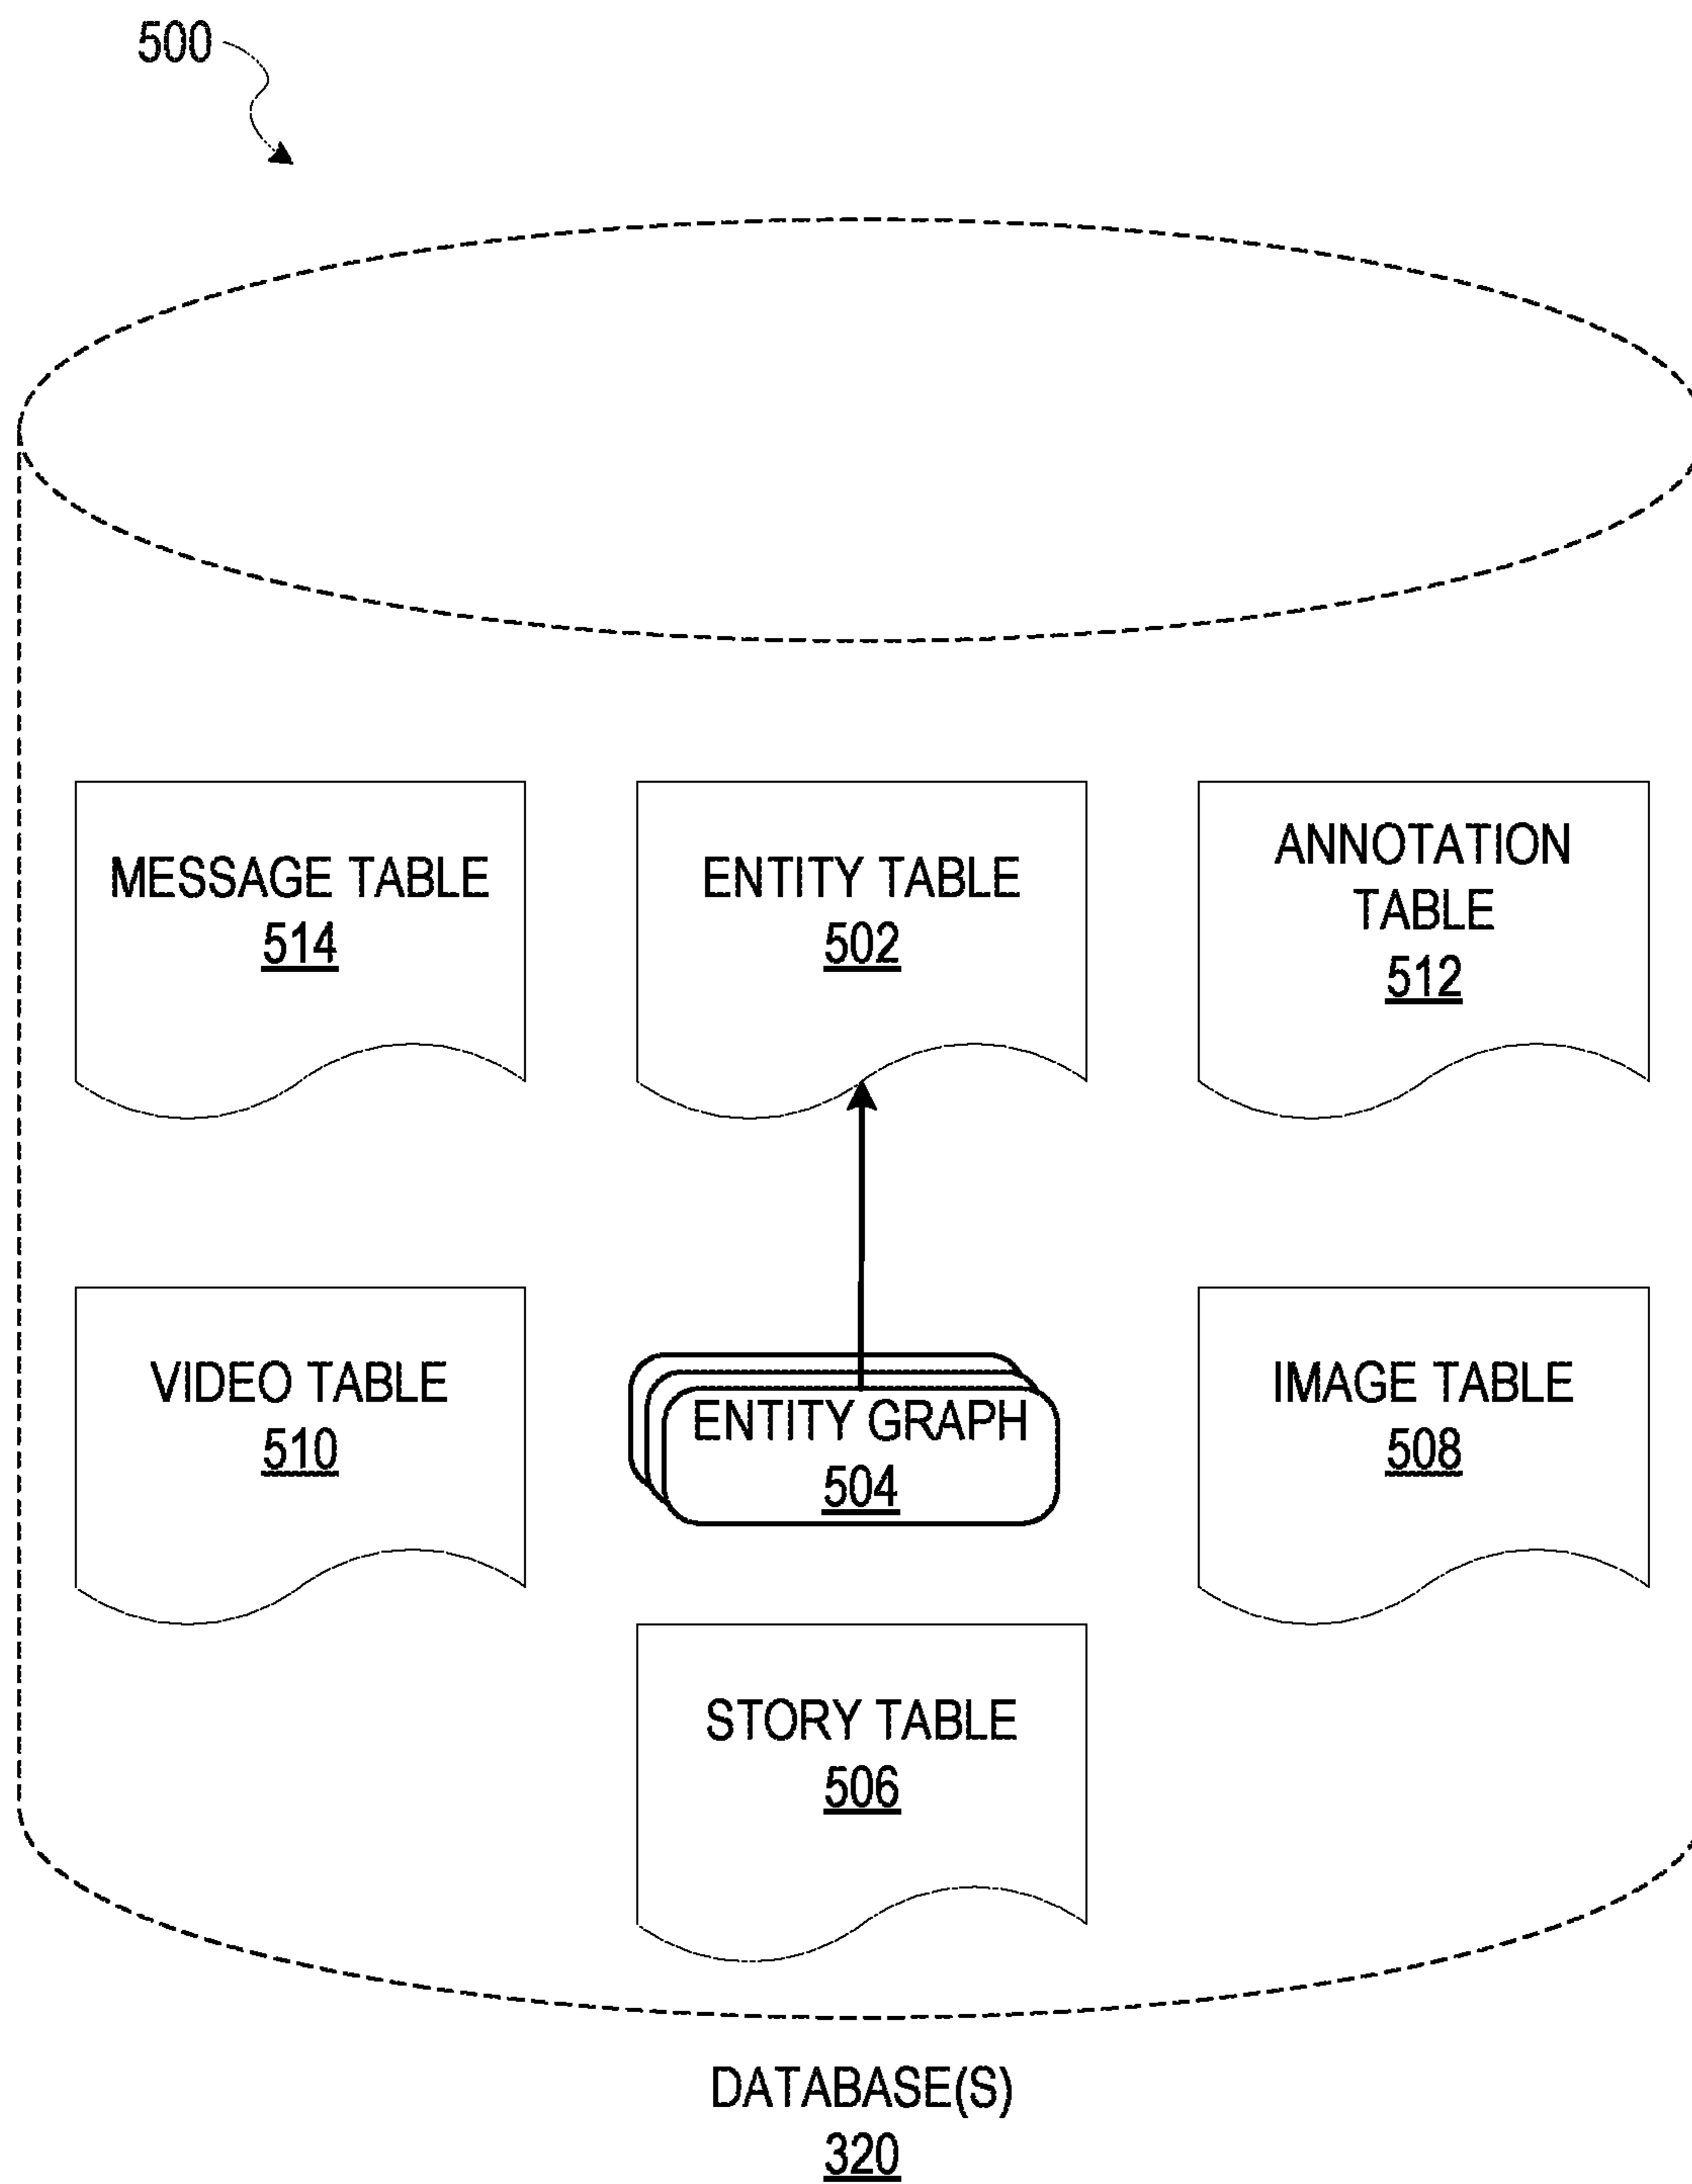 500
MESSAGE TABLE
514
ENTITY TABLE
502
ANNOTATION
TABLE
512
VIDEO TABLE
510
ENTITY GRAPH
504
IMAGE TABLE
508
STORY TABLE
506
DATABASE(S)
320